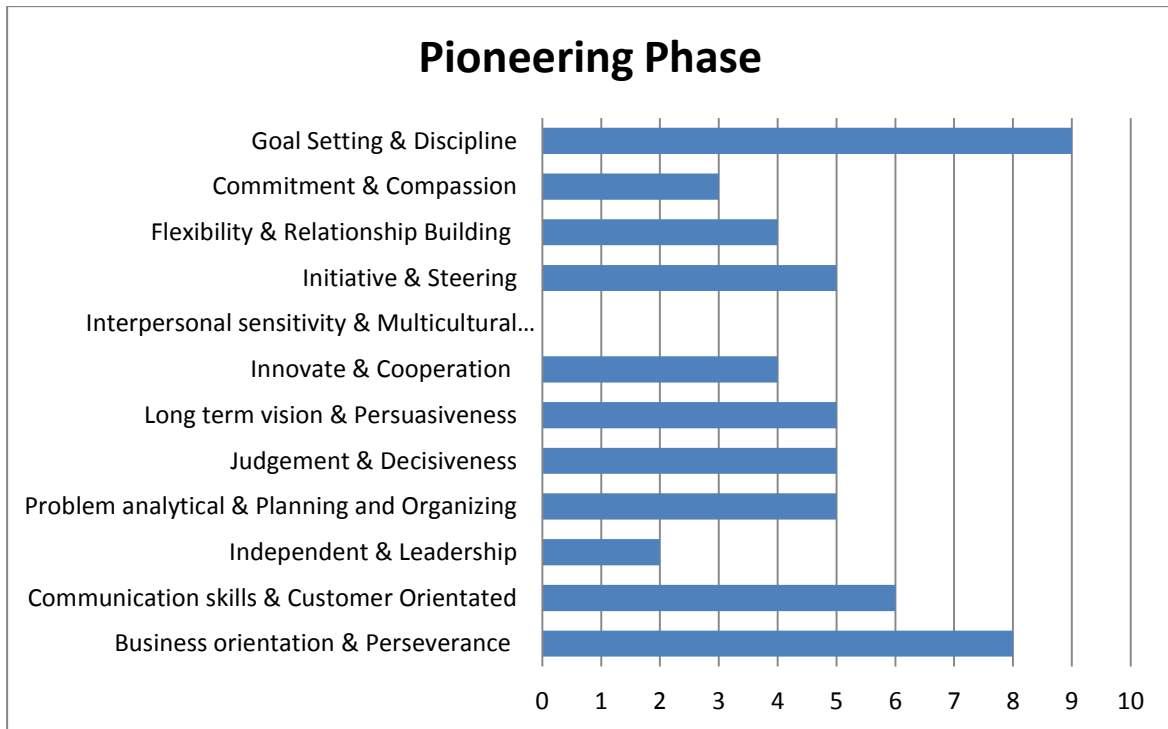 Pioneering Phase
Goal Setting & Discipline
Commitment & Compassion
Flexibility & Relationship Building
Initiative & Steering
Interpersonal sensitivity & Multicultural…
Innovate & Cooperation
Long term vision & Persuasiveness
Judgement & Decisiveness
Problem analytical & Planning and Organizing
Independent & Leadership
Communication skills & Customer Orientated
Business orientation & Perseverance
0 1 2 3 4 5 6 7 8 9 10